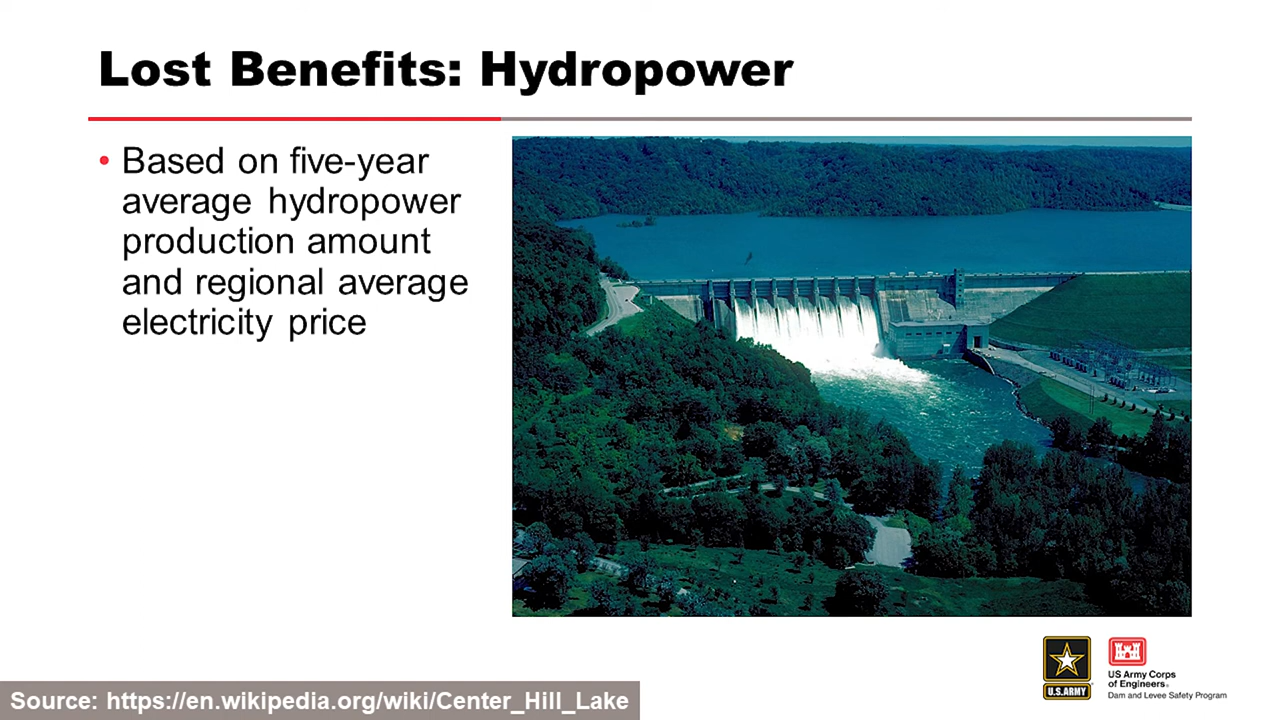 Lost Benefits: Hydropower
• Based on five-year
average hydropower
production amount
and regional average
electricity price
U.S.ARMY
US Army Corps
of Engineers®
Dam and Levee Safety Program
Source: https://en.wikipedia.org/wiki/Center_Hill_Lake